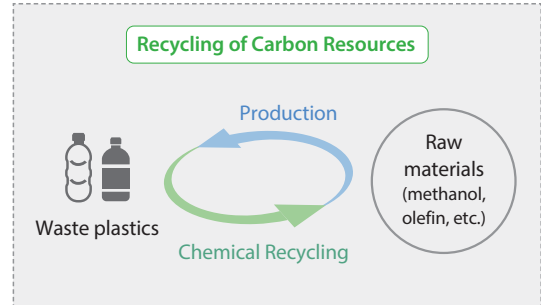 Recycling of Carbon Resources
Production
Waste plastics
Chemical Recycling
Raw
materials
(methanol,
olefin, etc.)